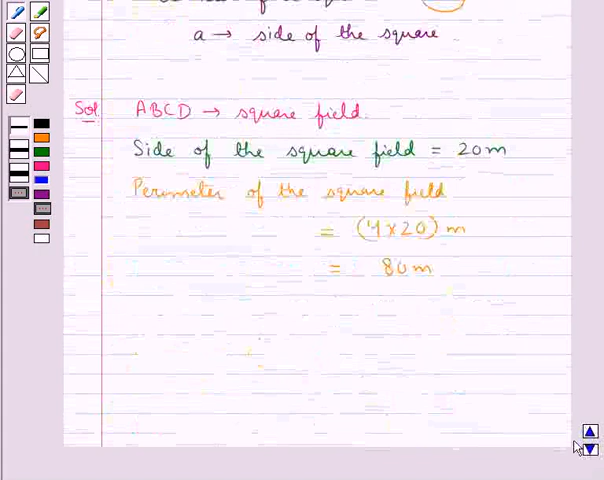 a → side of the square
Sol. ABCD → square field.
Side of the square field = 20m
Perimeter of the square field
= (4×20) m
= 80m